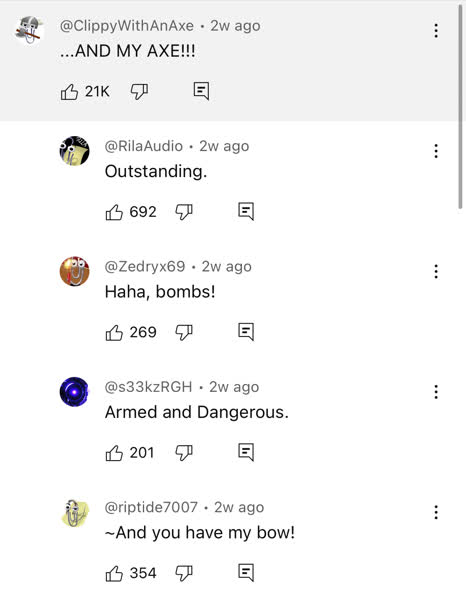 @ClippyWithAnAxe • 2w ago
...AND MY AXE!!!
21K
@RilaAudio • 2w ago
Outstanding.
692
@Zedryx69 • 2w ago
Haha, bombs!
269
@s33kzRGH • 2w ago
Armed and Dangerous.
201
@riptide7007 • 2w ago
~And you have my bow!
354